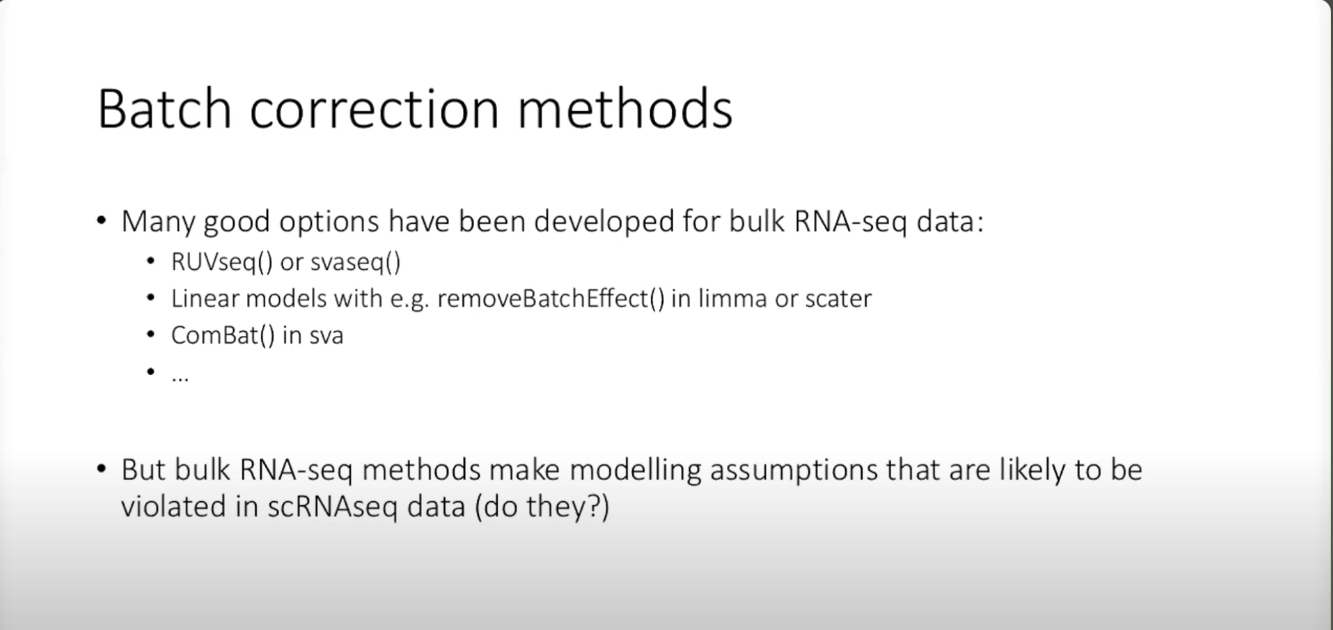 Batch correction methods
• Many good options have been developed for bulk RNA-seq data:
• RUVseq() or svaseq()
• Linear models with e.g. removeBatchEffect() in limma or scater
• ComBat() in sva
• ...
• But bulk RNA-seq methods make modelling assumptions that are likely to be
violated in scRNAseq data (do they?)